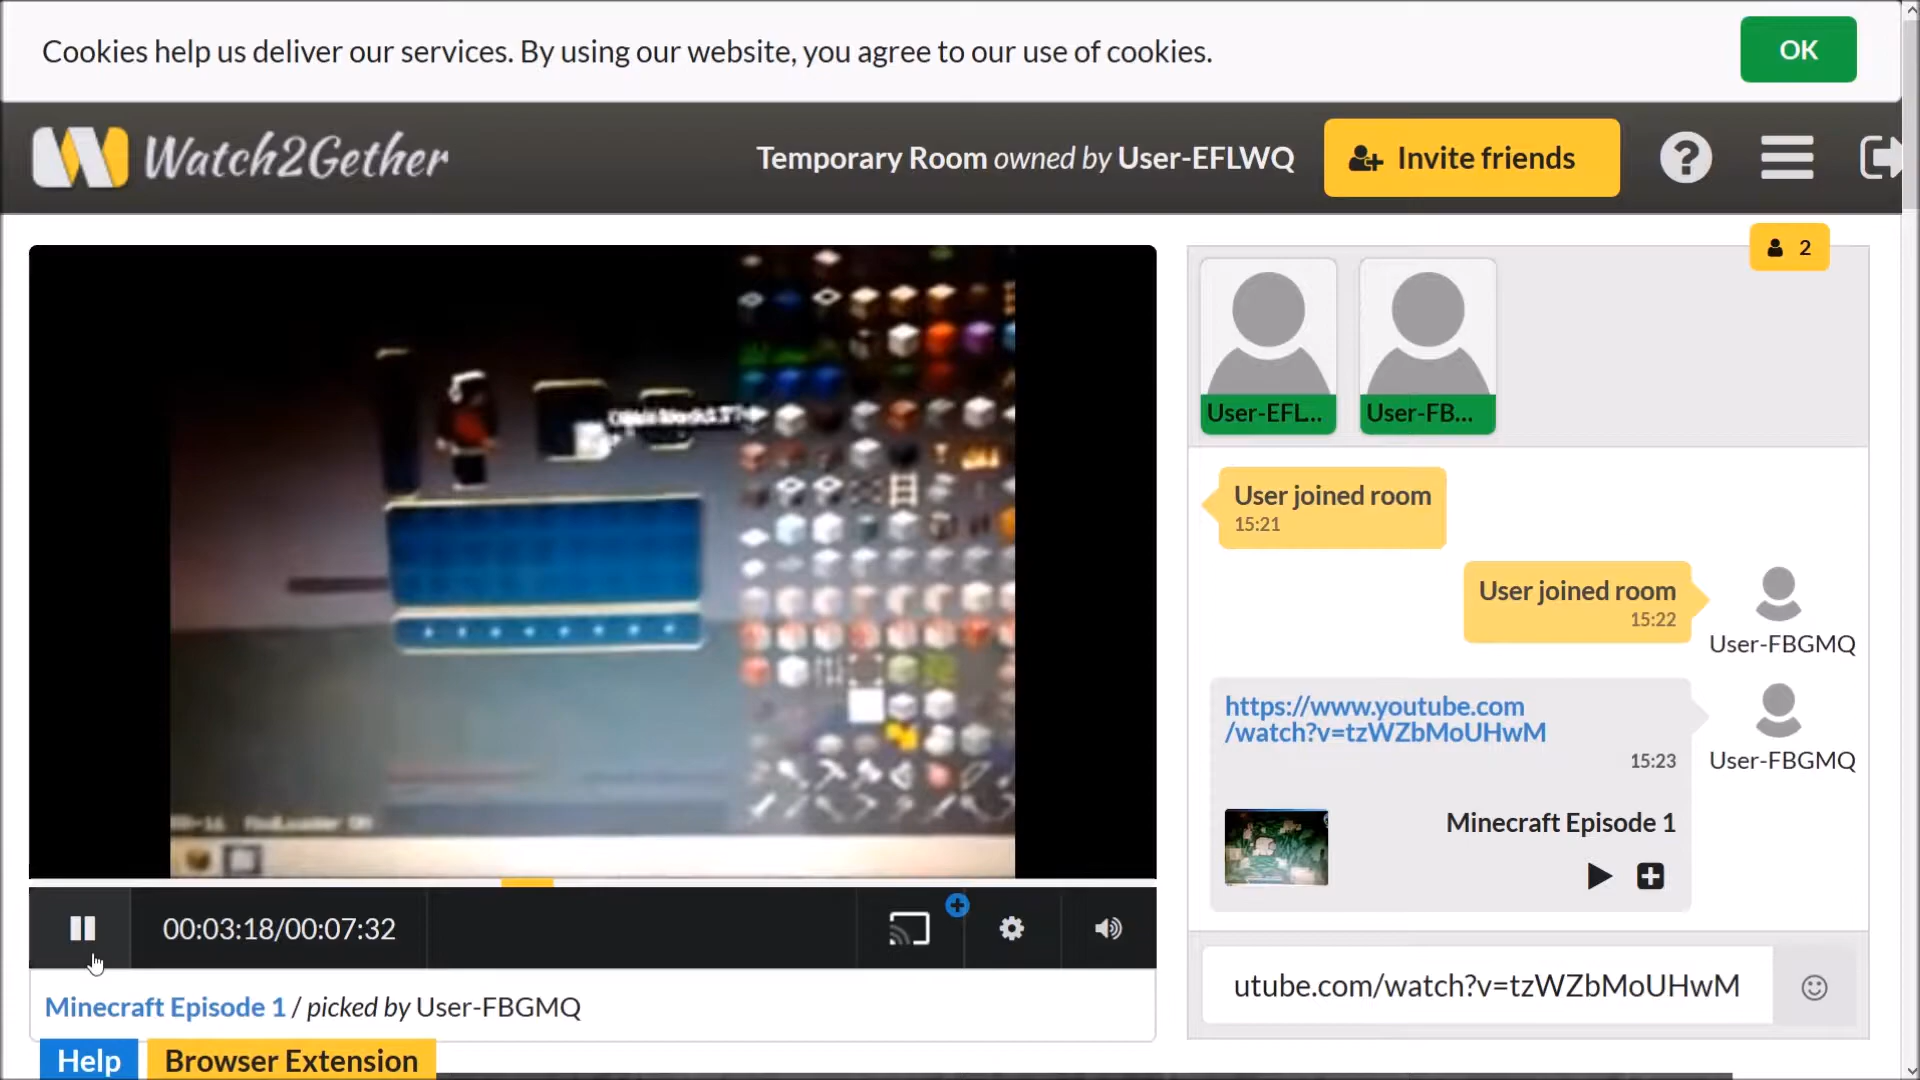 Cookies help us deliver our services. By using our website, you agree to our use of cookies.
OK
Watch2Gether
Temporary Room owned by User-EFLWQ
Invite friends
?
2
User-EFL...
User-FB...
User joined room
15:21
User joined room
15:22
User-FBGMQ
https://www.youtube.com
/watch?v=tzWZbMoUHwM
15:23
User-FBGMQ
Minecraft Episode 1
00:03:18/00:07:32
utube.com/watch?v=tzWZbMoUHwM
Minecraft Episode 1 / picked by User-FBGMQ
Help
Browser Extension